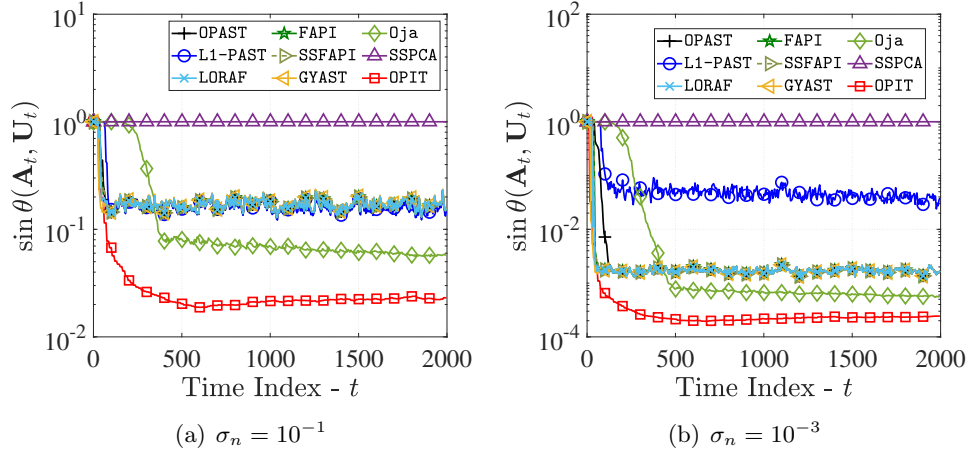 OPAST FAPI Oja
L1-PAST SSFAPI SSPCA
LORAF GYAST OPIT
10^1
10^0
10^-1
10^-2
sin θ(A_t, U_t)
0 500 1000 1500 2000
Time Index - t
(a) σ_n = 10^-1
OPAST FAPI Oja
L1-PAST SSFAPI SSPCA
LORAF GYAST OPIT
10^2
10^0
10^-2
10^-4
sin θ(A_t, U_t)
0 500 1000 1500 2000
Time Index - t
(b) σ_n = 10^-3